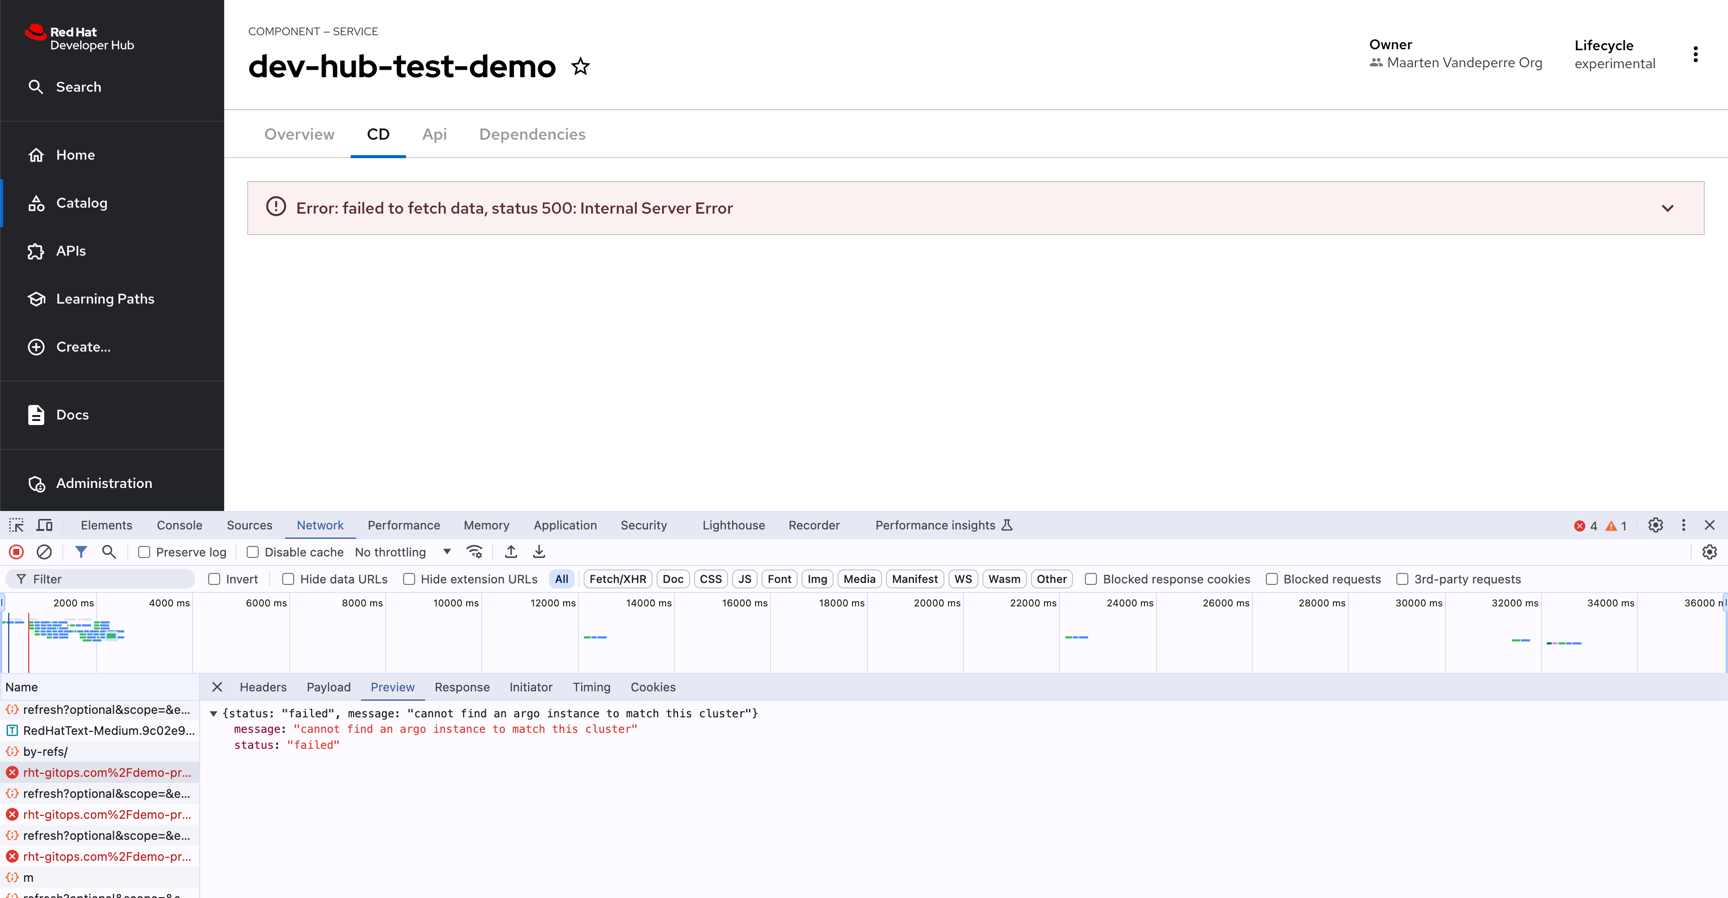 Red Hat
Developer Hub
Search
Home
Catalog
APIs
Learning Paths
Create...
Docs
Administration
COMPONENT — SERVICE
dev-hub-test-demo
Owner
Maarten Vandeperre Org
Lifecycle
experimental
Overview CD Api Dependencies
Error: failed to fetch data, status 500: Internal Server Error
Elements Console Sources Network Performance Memory Application Security Lighthouse Recorder Performance insights 4 1
Preserve log Disable cache No throttling
Filter Invert Hide data URLs Hide extension URLs All Fetch/XHR Doc CSS JS Font Img Media Manifest WS Wasm Other Blocked response cookies Blocked requests 3rd-party requests
2000 ms 4000 ms 6000 ms 8000 ms 10000 ms 12000 ms 14000 ms 16000 ms 18000 ms 20000 ms 22000 ms 24000 ms 26000 ms 28000 ms 30000 ms 32000 ms 34000 ms 36000
Name
refresh?optional&scope=&e...
RedHatText-Medium.9c02e9...
by-refs/
rht-gitops.com%2Fdemo-pr...
refresh?optional&scope=&e...
rht-gitops.com%2Fdemo-pr...
refresh?optional&scope=&e...
rht-gitops.com%2Fdemo-pr...
m
refresh?optional&scope=&e...
Headers Payload Preview Response Initiator Timing Cookies
{status: "failed", message: "cannot find an argo instance to match this cluster"}
message: "cannot find an argo instance to match this cluster"
status: "failed"